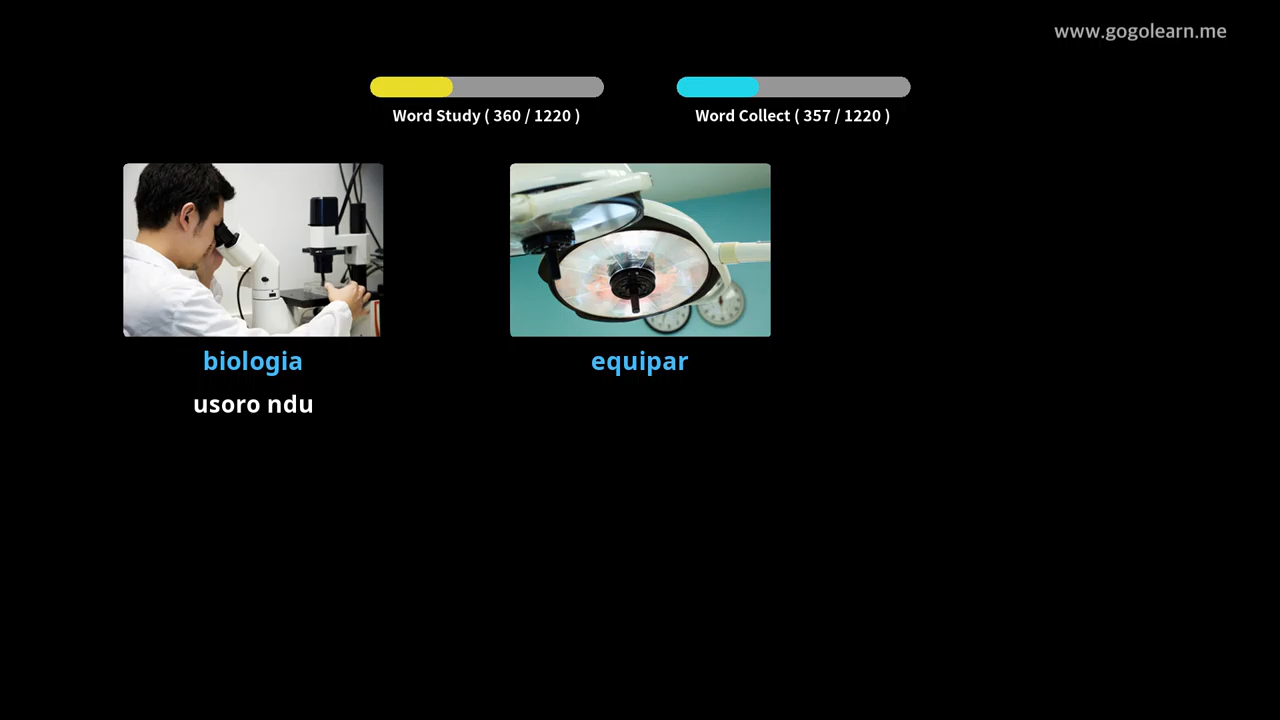 www.gogolearn.me
Word Study ( 360 / 1220 )
Word Collect ( 357 / 1220 )
biologia
equipar
usoro ndu